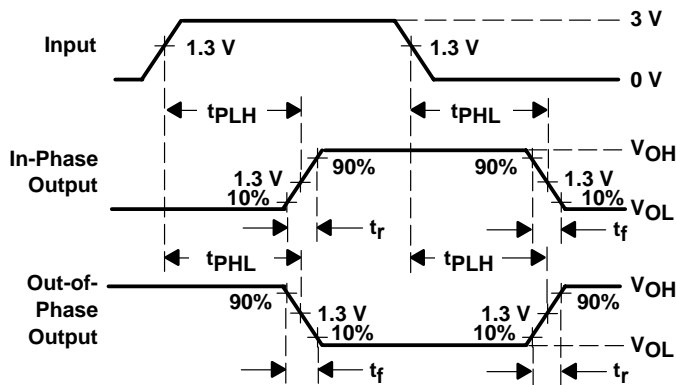 3 V
Input
1.3 V
1.3 V
0 V
tPLH
tPHL
In-Phase
Output
VOH
90%
90%
1.3 V
1.3 V
10%
10%
VOL
tr
tf
tPHL
tPLH
Out-of-
Phase
Output
VOH
90%
90%
1.3 V
1.3 V
10%
10%
VOL
tf
tr